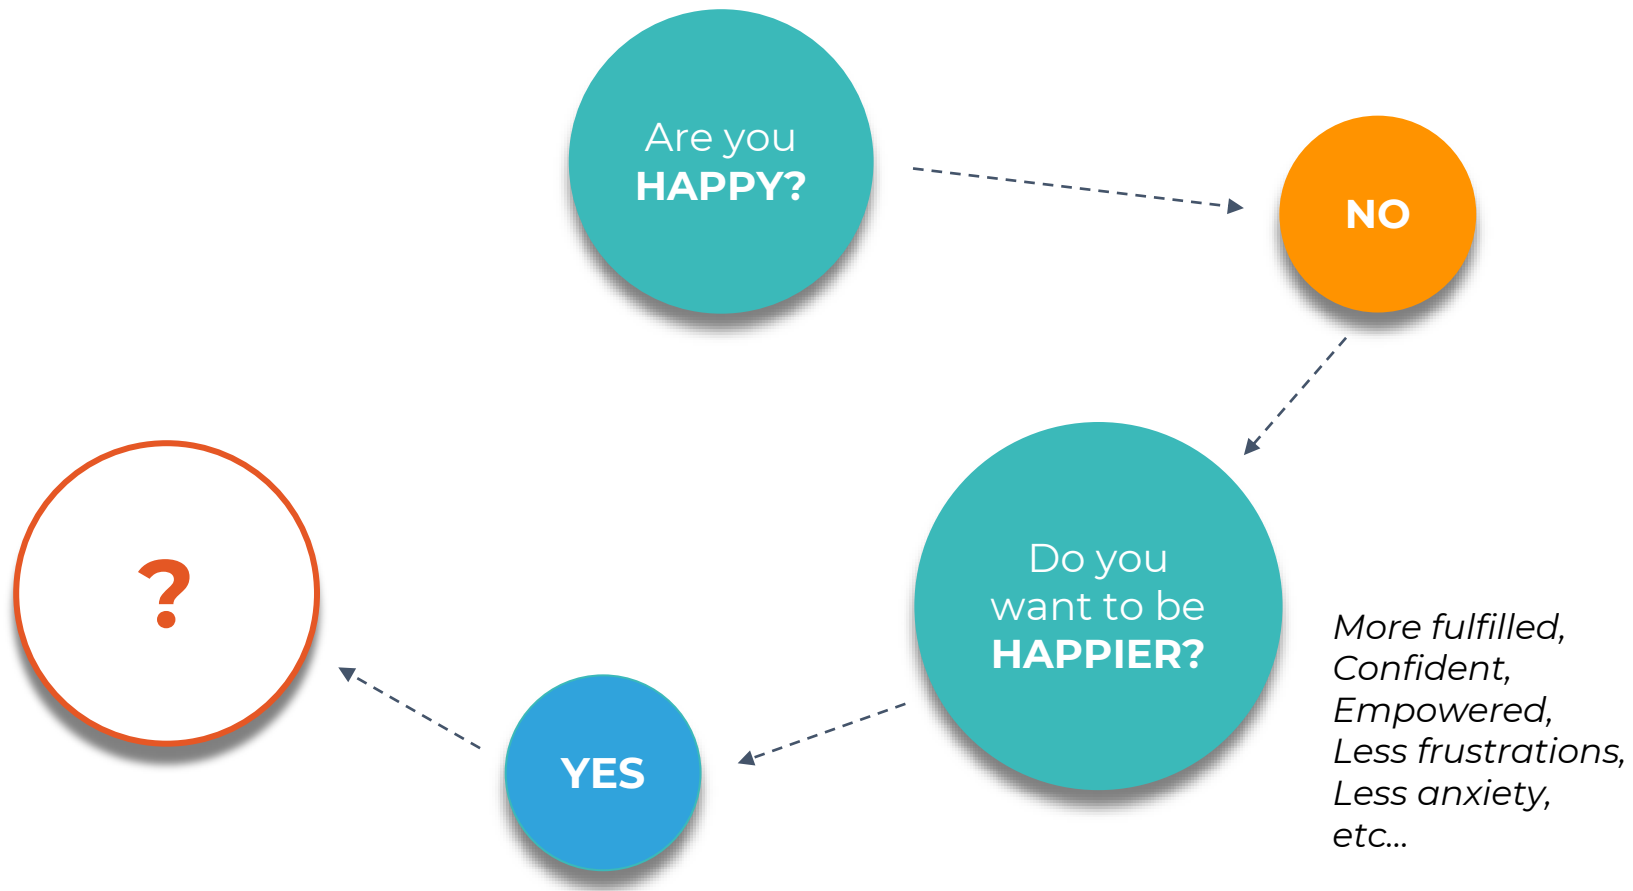 Are you
HAPPY?
NO
Do you
want to be
HAPPIER?
More fulfilled,
Confident,
Empowered,
Less frustrations,
Less anxiety,
etc...
YES
?